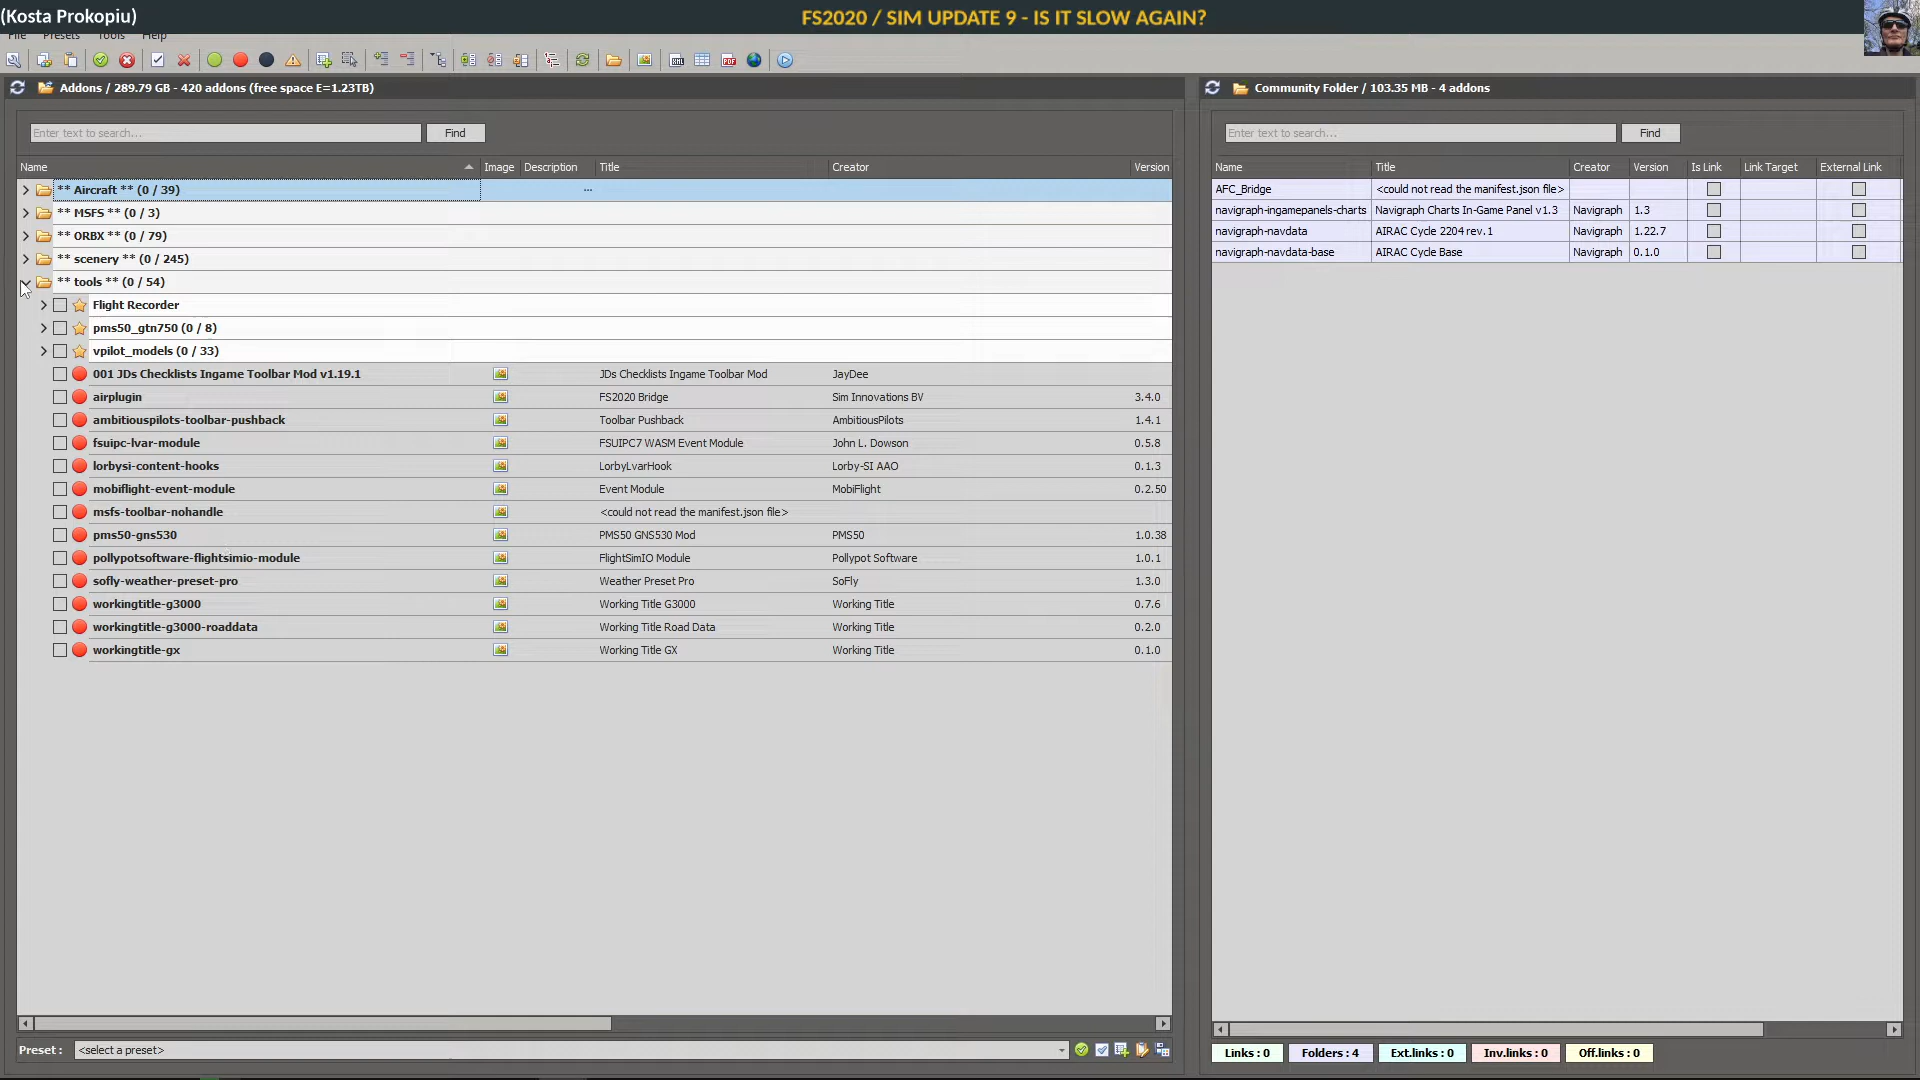 (Kosta Prokopiu)
FS2020 / SIM UPDATE 9 - IS IT SLOW AGAIN?
File Presets Tools Help
Addons / 289.79 GB - 420 addons (free space E=1.23TB)
Enter text to search... Find
Name Image Description Title Creator Version
** Aircraft ** (0 / 39) ...
** MSFS ** (0 / 3)
** ORBX ** (0 / 79)
** scenery ** (0 / 245)
** tools ** (0 / 54)
Flight Recorder
pms50_gtn750 (0 / 8)
vpilot_models (0 / 33)
001 JDs Checklists Ingame Toolbar Mod v1.19.1 JDs Checklists Ingame Toolbar Mod JayDee
airplugin FS2020 Bridge Sim Innovations BV 3.4.0
ambitiouspilots-toolbar-pushback Toolbar Pushback AmbitiousPilots 1.4.1
fsuipc-lvar-module FSUIPC7 WASM Event Module John L. Dowson 0.5.8
lorbysi-content-hooks LorbyLvarHook Lorby-SI AAO 0.1.3
mobiflight-event-module Event Module MobiFlight 0.2.50
msfs-toolbar-nohandle <could not read the manifest.json file>
pms50-gns530 PMS50 GNS530 Mod PMS50 1.0.38
pollypotsoftware-flightsimio-module FlightSimIO Module Pollypot Software 1.0.1
sofly-weather-preset-pro Weather Preset Pro SoFly 1.3.0
workingtitle-g3000 Working Title G3000 Working Title 0.7.6
workingtitle-g3000-roaddata Working Title Road Data Working Title 0.2.0
workingtitle-gx Working Title GX Working Title 0.1.0
Preset : <select a preset>
Community Folder / 103.35 MB - 4 addons
Enter text to search... Find
Name Title Creator Version Is Link Link Target External Link
AFC_Bridge <could not read the manifest.json file>
navigraph-ingamepanels-charts Navigraph Charts In-Game Panel v1.3 Navigraph 1.3
navigraph-navdata AIRAC Cycle 2204 rev.1 Navigraph 1.22.7
navigraph-navdata-base AIRAC Cycle Base Navigraph 0.1.0
Links : 0 Folders : 4 Ext.links : 0 Inv.links : 0 Off.links : 0